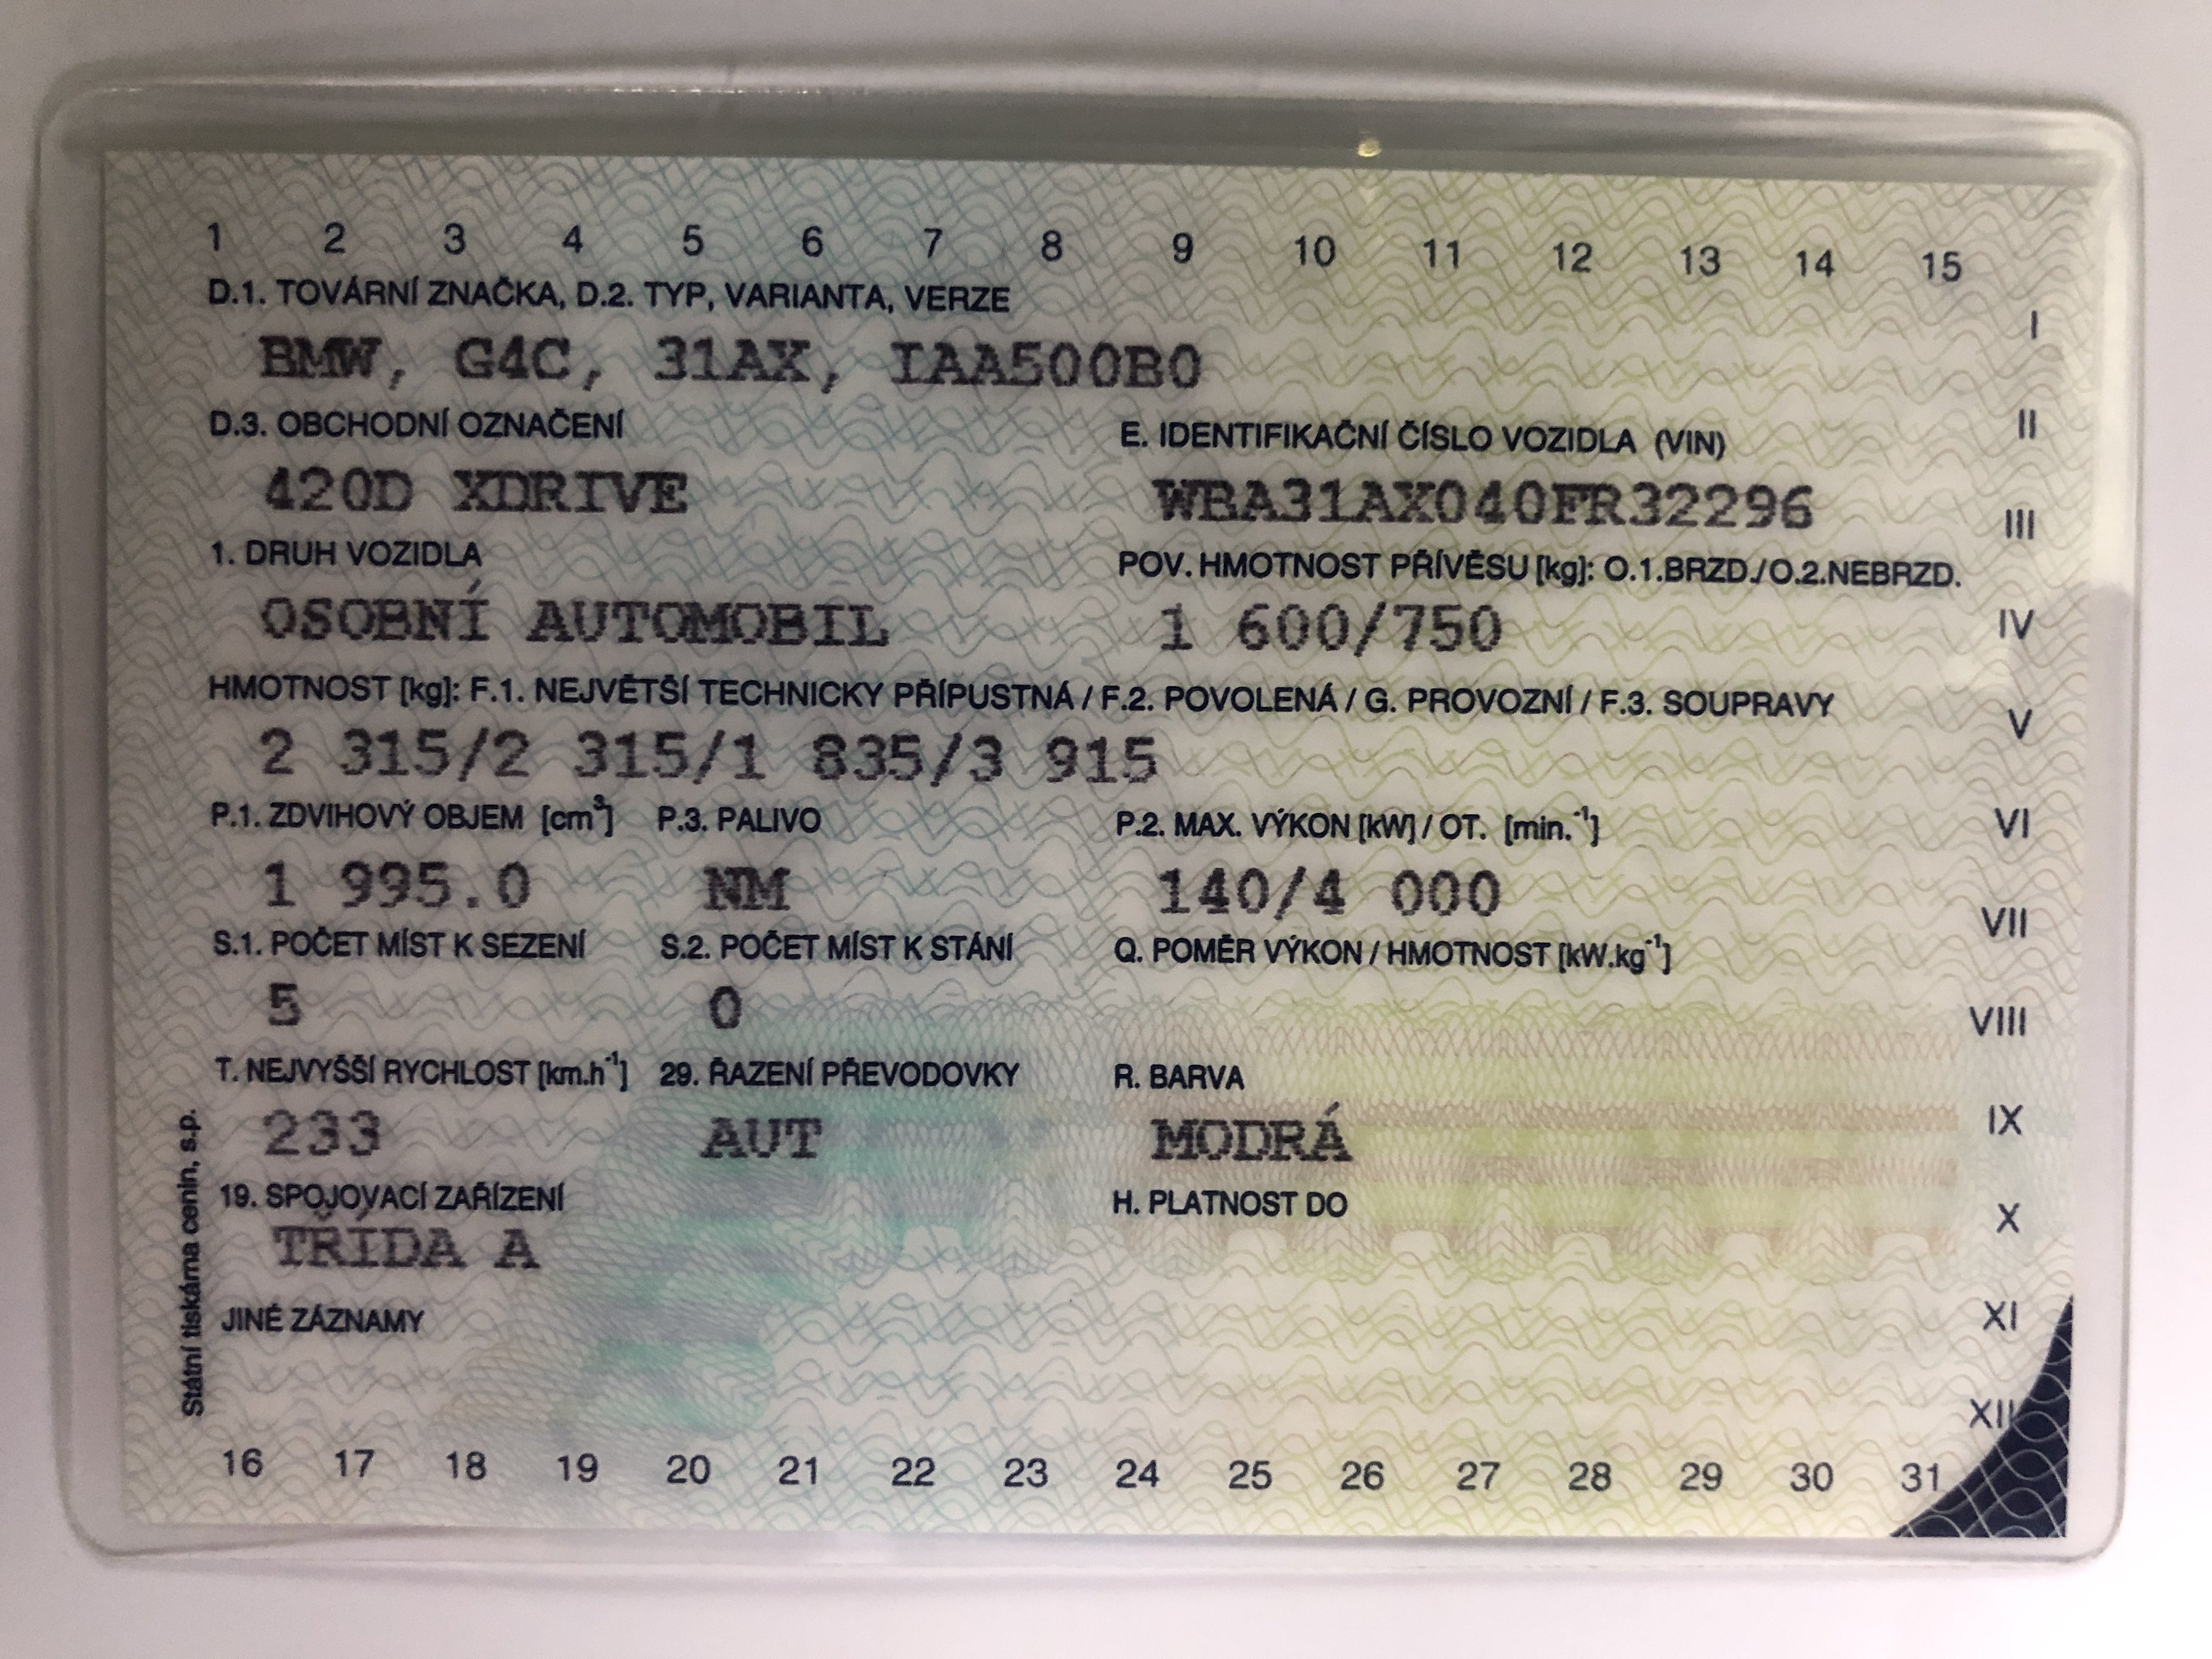 1 2 3 4 5 6 7 8 9 10 11 12 13 14 15
D.1. TOVÁRNÍ ZNAČKA, D.2. TYP, VARIANTA, VERZE
I
BMW, G4C, 31AX, IAA500B0
D.3. OBCHODNÍ OZNAČENÍ E. IDENTIFIKAČNÍ ČÍSLO VOZIDLA (VIN)
II
420D XDRIVE WBA31AX040FR32296
III
1. DRUH VOZIDLA POV. HMOTNOST PŘÍVĚSU [kg]: O.1.BRZD./O.2.NEBRZD.
OSOBNÍ AUTOMOBIL 1 600/750
IV
HMOTNOST [kg]: F.1. NEJVĚTŠÍ TECHNICKY PŘÍPUSTNÁ / F.2. POVOLENÁ / G. PROVOZNÍ / F.3. SOUPRAVY
V
2 315/2 315/1 835/3 915
P.1. ZDVIHOVÝ OBJEM [cm³] P.3. PALIVO P.2. MAX. VÝKON [kW] / OT. [min.⁻¹]
VI
1 995.0 NM 140/4 000
VII
S.1. POČET MÍST K SEZENÍ S.2. POČET MÍST K STÁNÍ Q. POMĚR VÝKON / HMOTNOST [kW.kg⁻¹]
5 0
VIII
T. NEJVYŠŠÍ RYCHLOST [km.h⁻¹] 29. ŘAZENÍ PŘEVODOVKY R. BARVA
233 AUT MODRÁ
IX
19. SPOJOVACÍ ZAŘÍZENÍ H. PLATNOST DO
X
TŘÍDA A
JINÉ ZÁZNAMY
XI
XII
16 17 18 19 20 21 22 23 24 25 26 27 28 29 30 31
Státní tiskárna cenin, s.p.